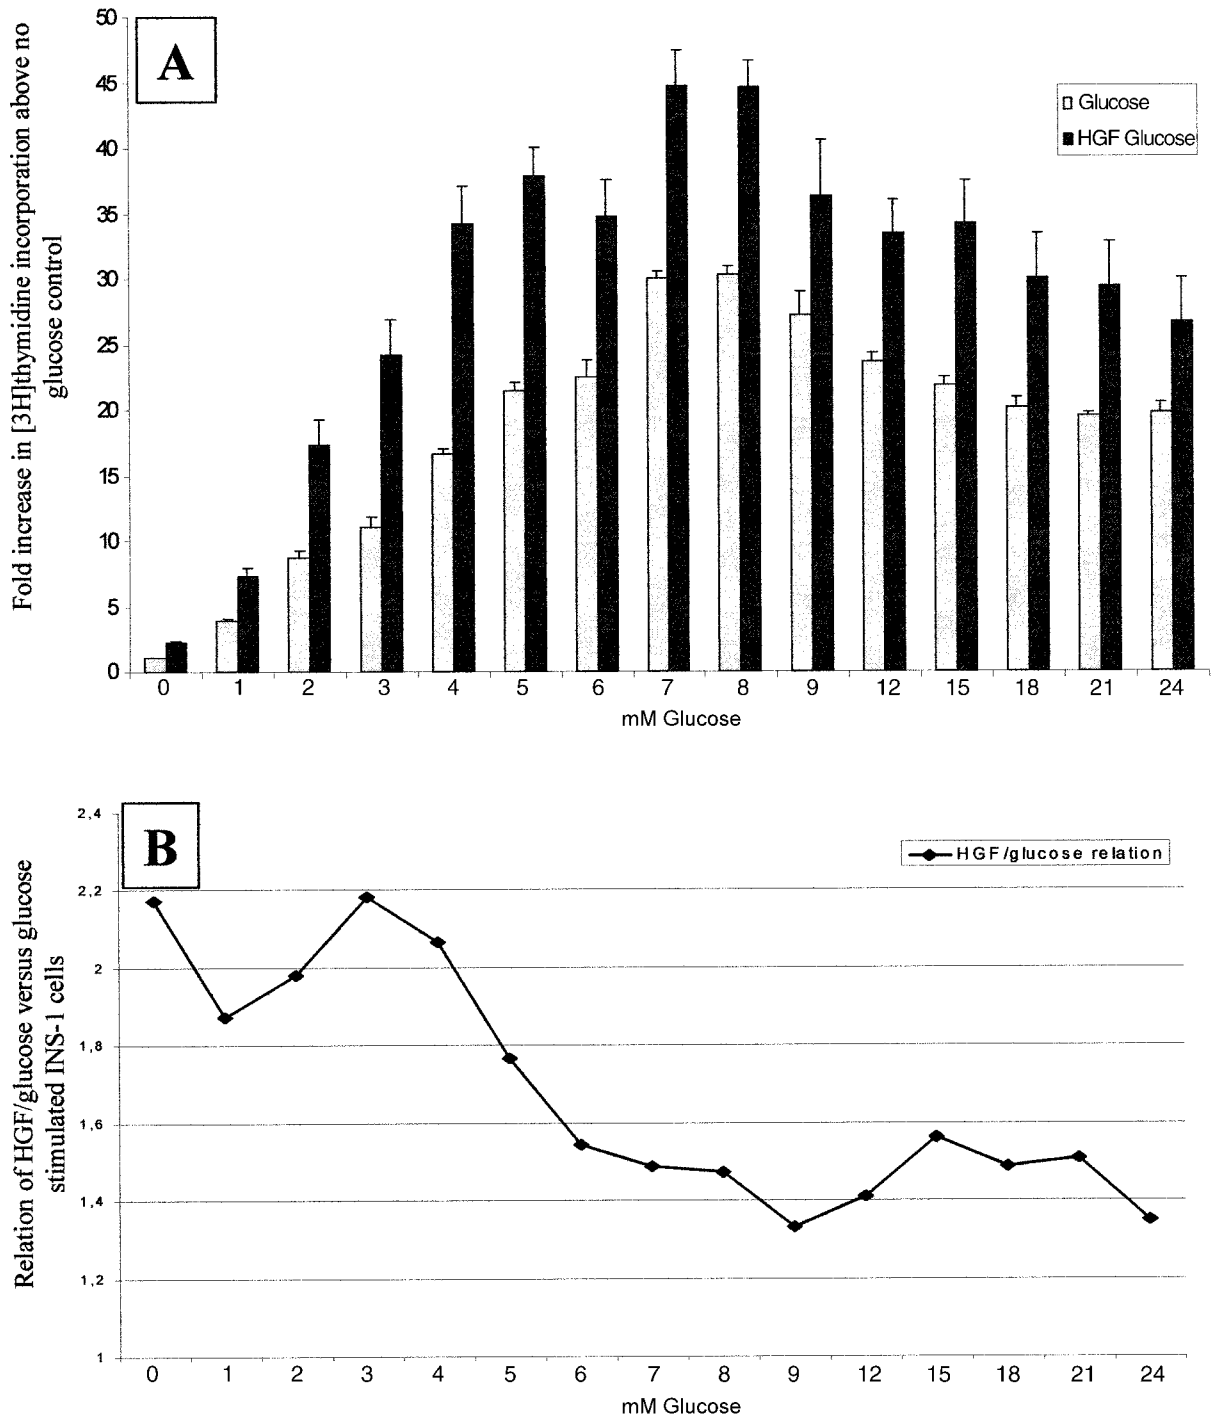 A
Fold increase in [3H]thymidine incorporation above no
glucose control
50
45
40
35
30
25
20
15
10
5
0
Glucose
HGF Glucose
0 1 2 3 4 5 6 7 8 9 12 15 18 21 24
mM Glucose
B
Relation of HGF/glucose versus glucose
stimulated INS-1 cells
2,4
2,2
2
1,8
1,6
1,4
1,2
1
HGF/glucose relation
0 1 2 3 4 5 6 7 8 9 12 15 18 21 24
mM Glucose